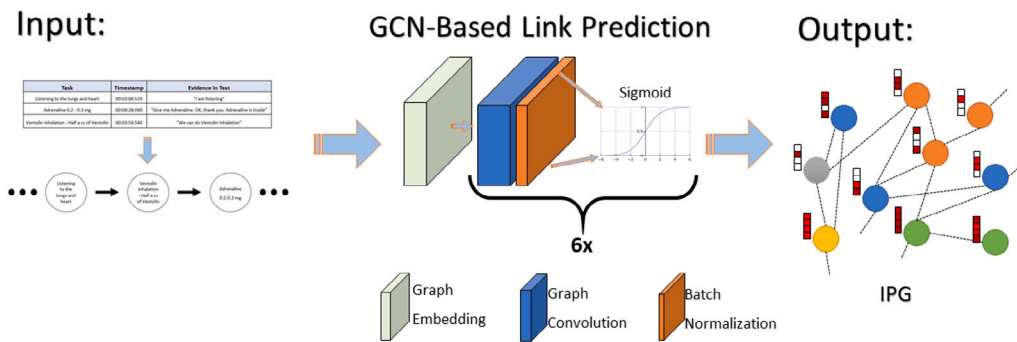 Input:
GCN-Based Link Prediction
Output:
Task Timestamp Evidence in Text
Listening to the lungs and heart 00:03:00.520 "I am listening"
Adrenaline 0.2 - 0.3 mg 00:04:28.040 "Give me Adrenaline. OK, thank you. Adrenaline is inside"
Ventolin Inhalation - Half a cc of Ventolin 00:03:54.540 "We can do Ventolin inhalation"
Listening
to the
lungs and
heart
Ventolin
Inhalation
- Half a cc
of Ventolin
Adrenaline
0.2-0.3 mg
Sigmoid
6x
Graph
Embedding
Graph
Convolution
Batch
Normalization
IPG